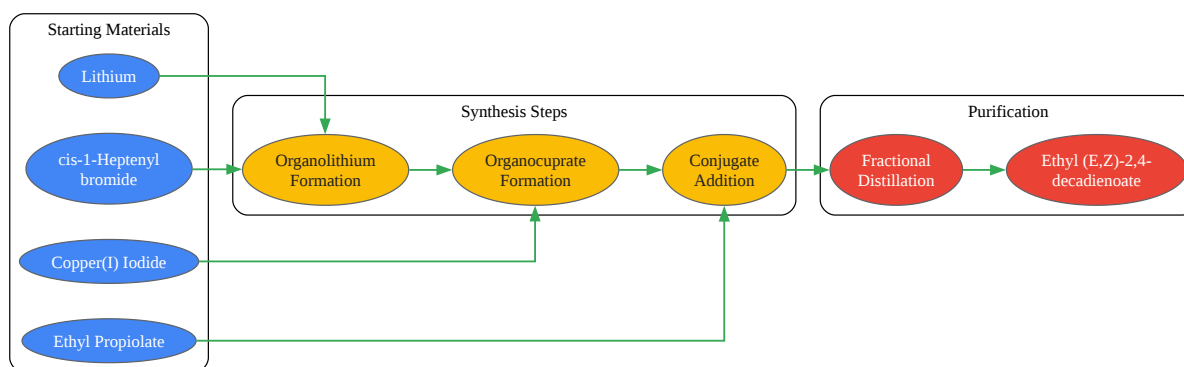 Starting Materials
Lithium
cis-1-Heptenyl
bromide
Copper(I) Iodide
Ethyl Propiolate
Synthesis Steps
Organolithium
Formation
Organocuprate
Formation
Conjugate
Addition
Purification
Fractional
Distillation
Ethyl (E,Z)-2,4-
decadienoate